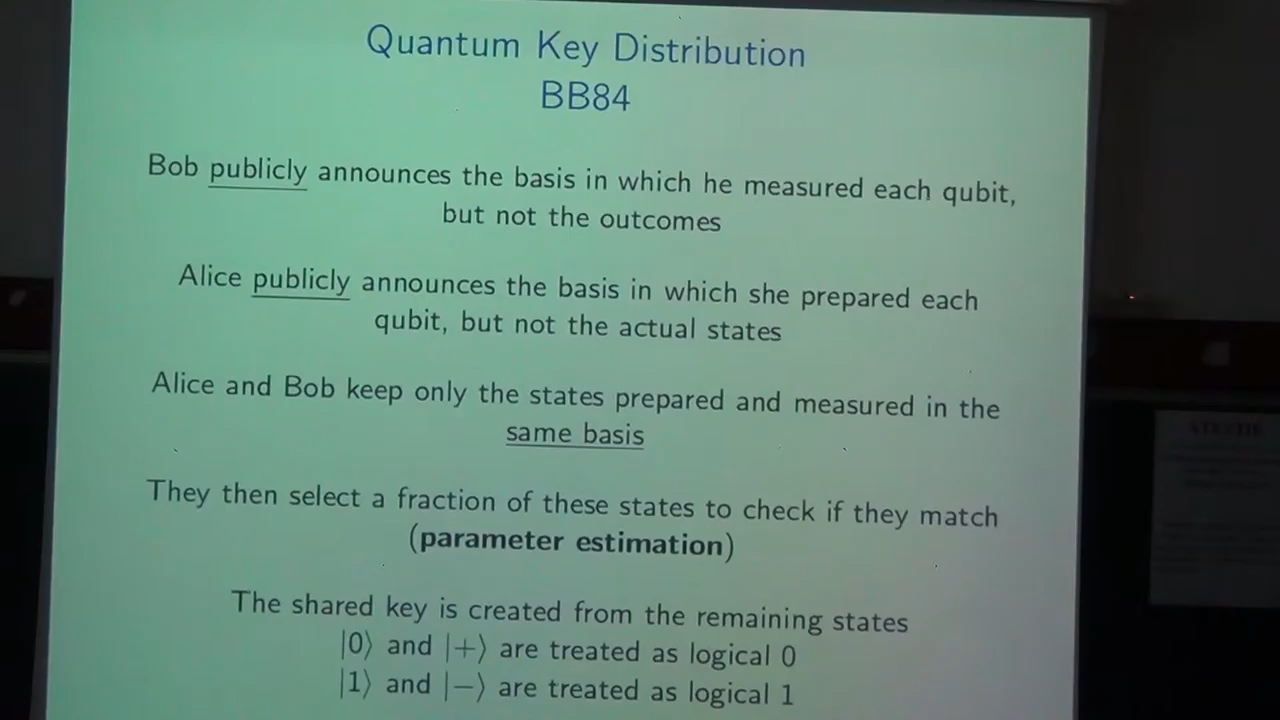 Quantum Key Distribution
BB84
Bob publicly announces the basis in which he measured each qubit,
but not the outcomes
Alice publicly announces the basis in which she prepared each
qubit, but not the actual states
Alice and Bob keep only the states prepared and measured in the
same basis
They then select a fraction of these states to check if they match
(parameter estimation)
The shared key is created from the remaining states
|0⟩ and |+⟩ are treated as logical 0
|1⟩ and |−⟩ are treated as logical 1